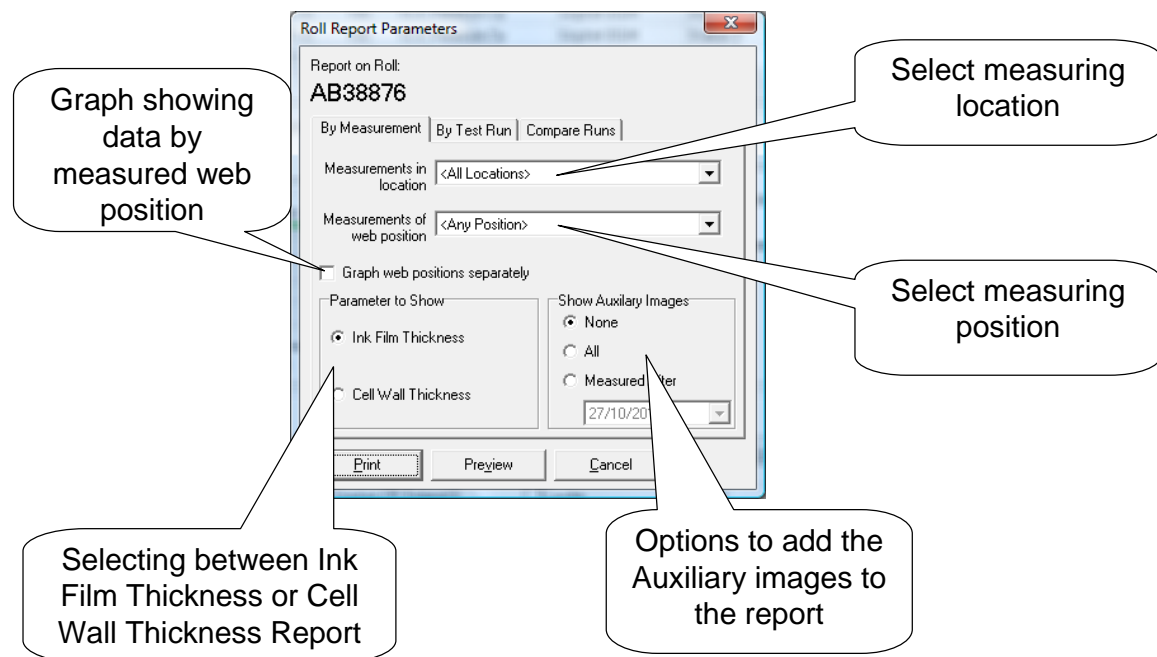 Roll Report Parameters
Report on Roll:
AB38876
By Measurement
By Test Run
Compare Runs
Measurements in
location
<All Locations>
Measurements of
web position
<Any Position>
Graph web positions separately
Parameter to Show
Ink Film Thickness
Cell Wall Thickness
Show Auxilary Images
None
All
Measured
27/10/20
Print
Preview
Cancel
Graph showing
data by
measured web
position
Select measuring
location
Select measuring
position
Selecting between Ink
Film Thickness or Cell
Wall Thickness Report
Options to add the
Auxiliary images to
the report